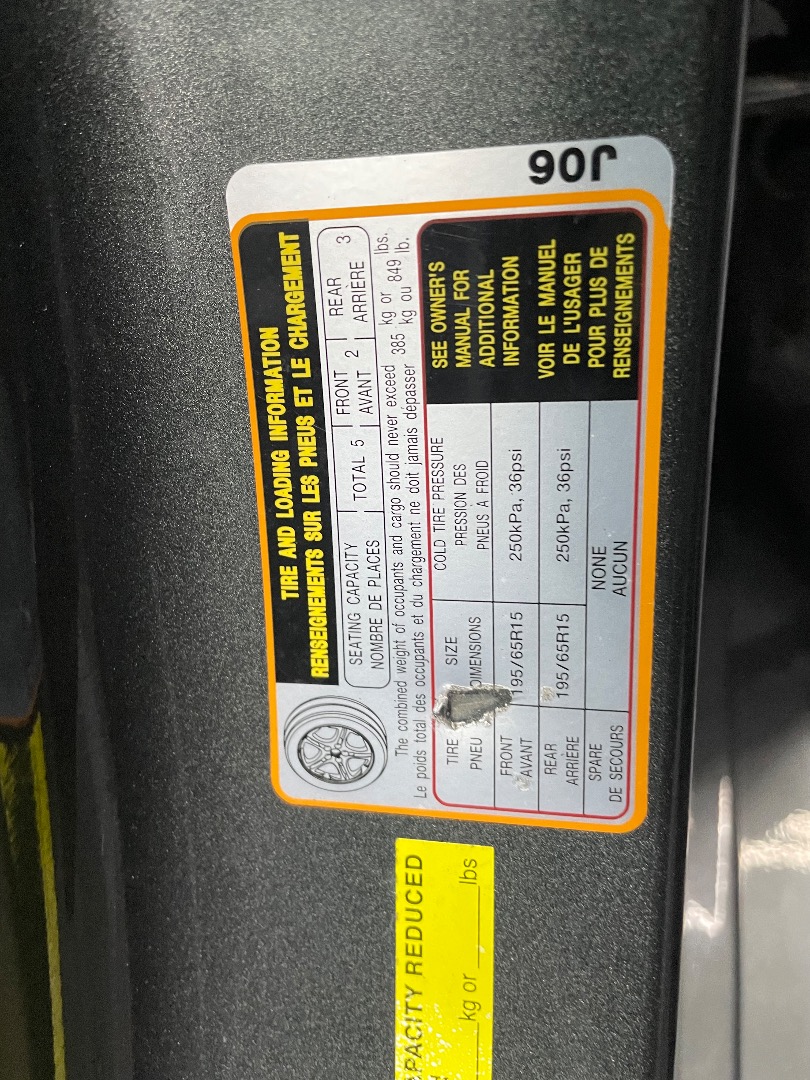 J06
TIRE AND LOADING INFORMATION
RENSEIGNEMENTS SUR LES PNEUS ET LE CHARGEMENT
SEATING CAPACITY
NOMBRE DE PLACES
TOTAL 5
FRONT
AVANT 2
REAR
ARRIÈRE 3
The combined weight of occupants and cargo should never exceed 385 kg or 849 lbs.
Le poids total des occupants et du chargement ne doit jamais dépasser 385 kg ou 849 lb.
TIRE SIZE COLD TIRE PRESSURE
PNEU DIMENSIONS PRESSION DES
PNEUS À FROID
FRONT
AVANT 195/65R15 250kPa, 36psi
REAR
ARRIÈRE 195/65R15 250kPa, 36psi
SPARE NONE
DE SECOURS AUCUN
SEE OWNER'S
MANUAL FOR
ADDITIONAL
INFORMATION
VOIR LE MANUEL
DE L'USAGER
POUR PLUS DE
RENSEIGNEMENTS
APACITY REDUCED
kg or lbs